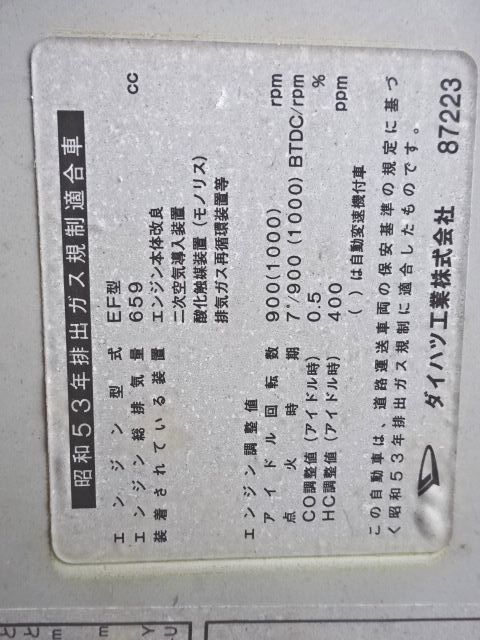 昭和53年排出ガス規制適合車
エンジン型式 EF型
エンジン総排気量 659 cc
装着されている装置 エンジン本体改良
二次空気導入装置
酸化触媒装置(モノリス)
排気ガス再循環装置等
エンジン調整値
アイドル回転数 900(1000) rpm
点火時期 7°/900(1000) BTDC/rpm
CO調整値(アイドル時) 0.5 %
HC調整値(アイドル時) 400 ppm
( )は自動変速機付車
この自動車は、道路運送車両の保安基準の規定に基づ
く昭和53年排出ガス規制に適合したものです。
ダイハツ工業株式会社 87223